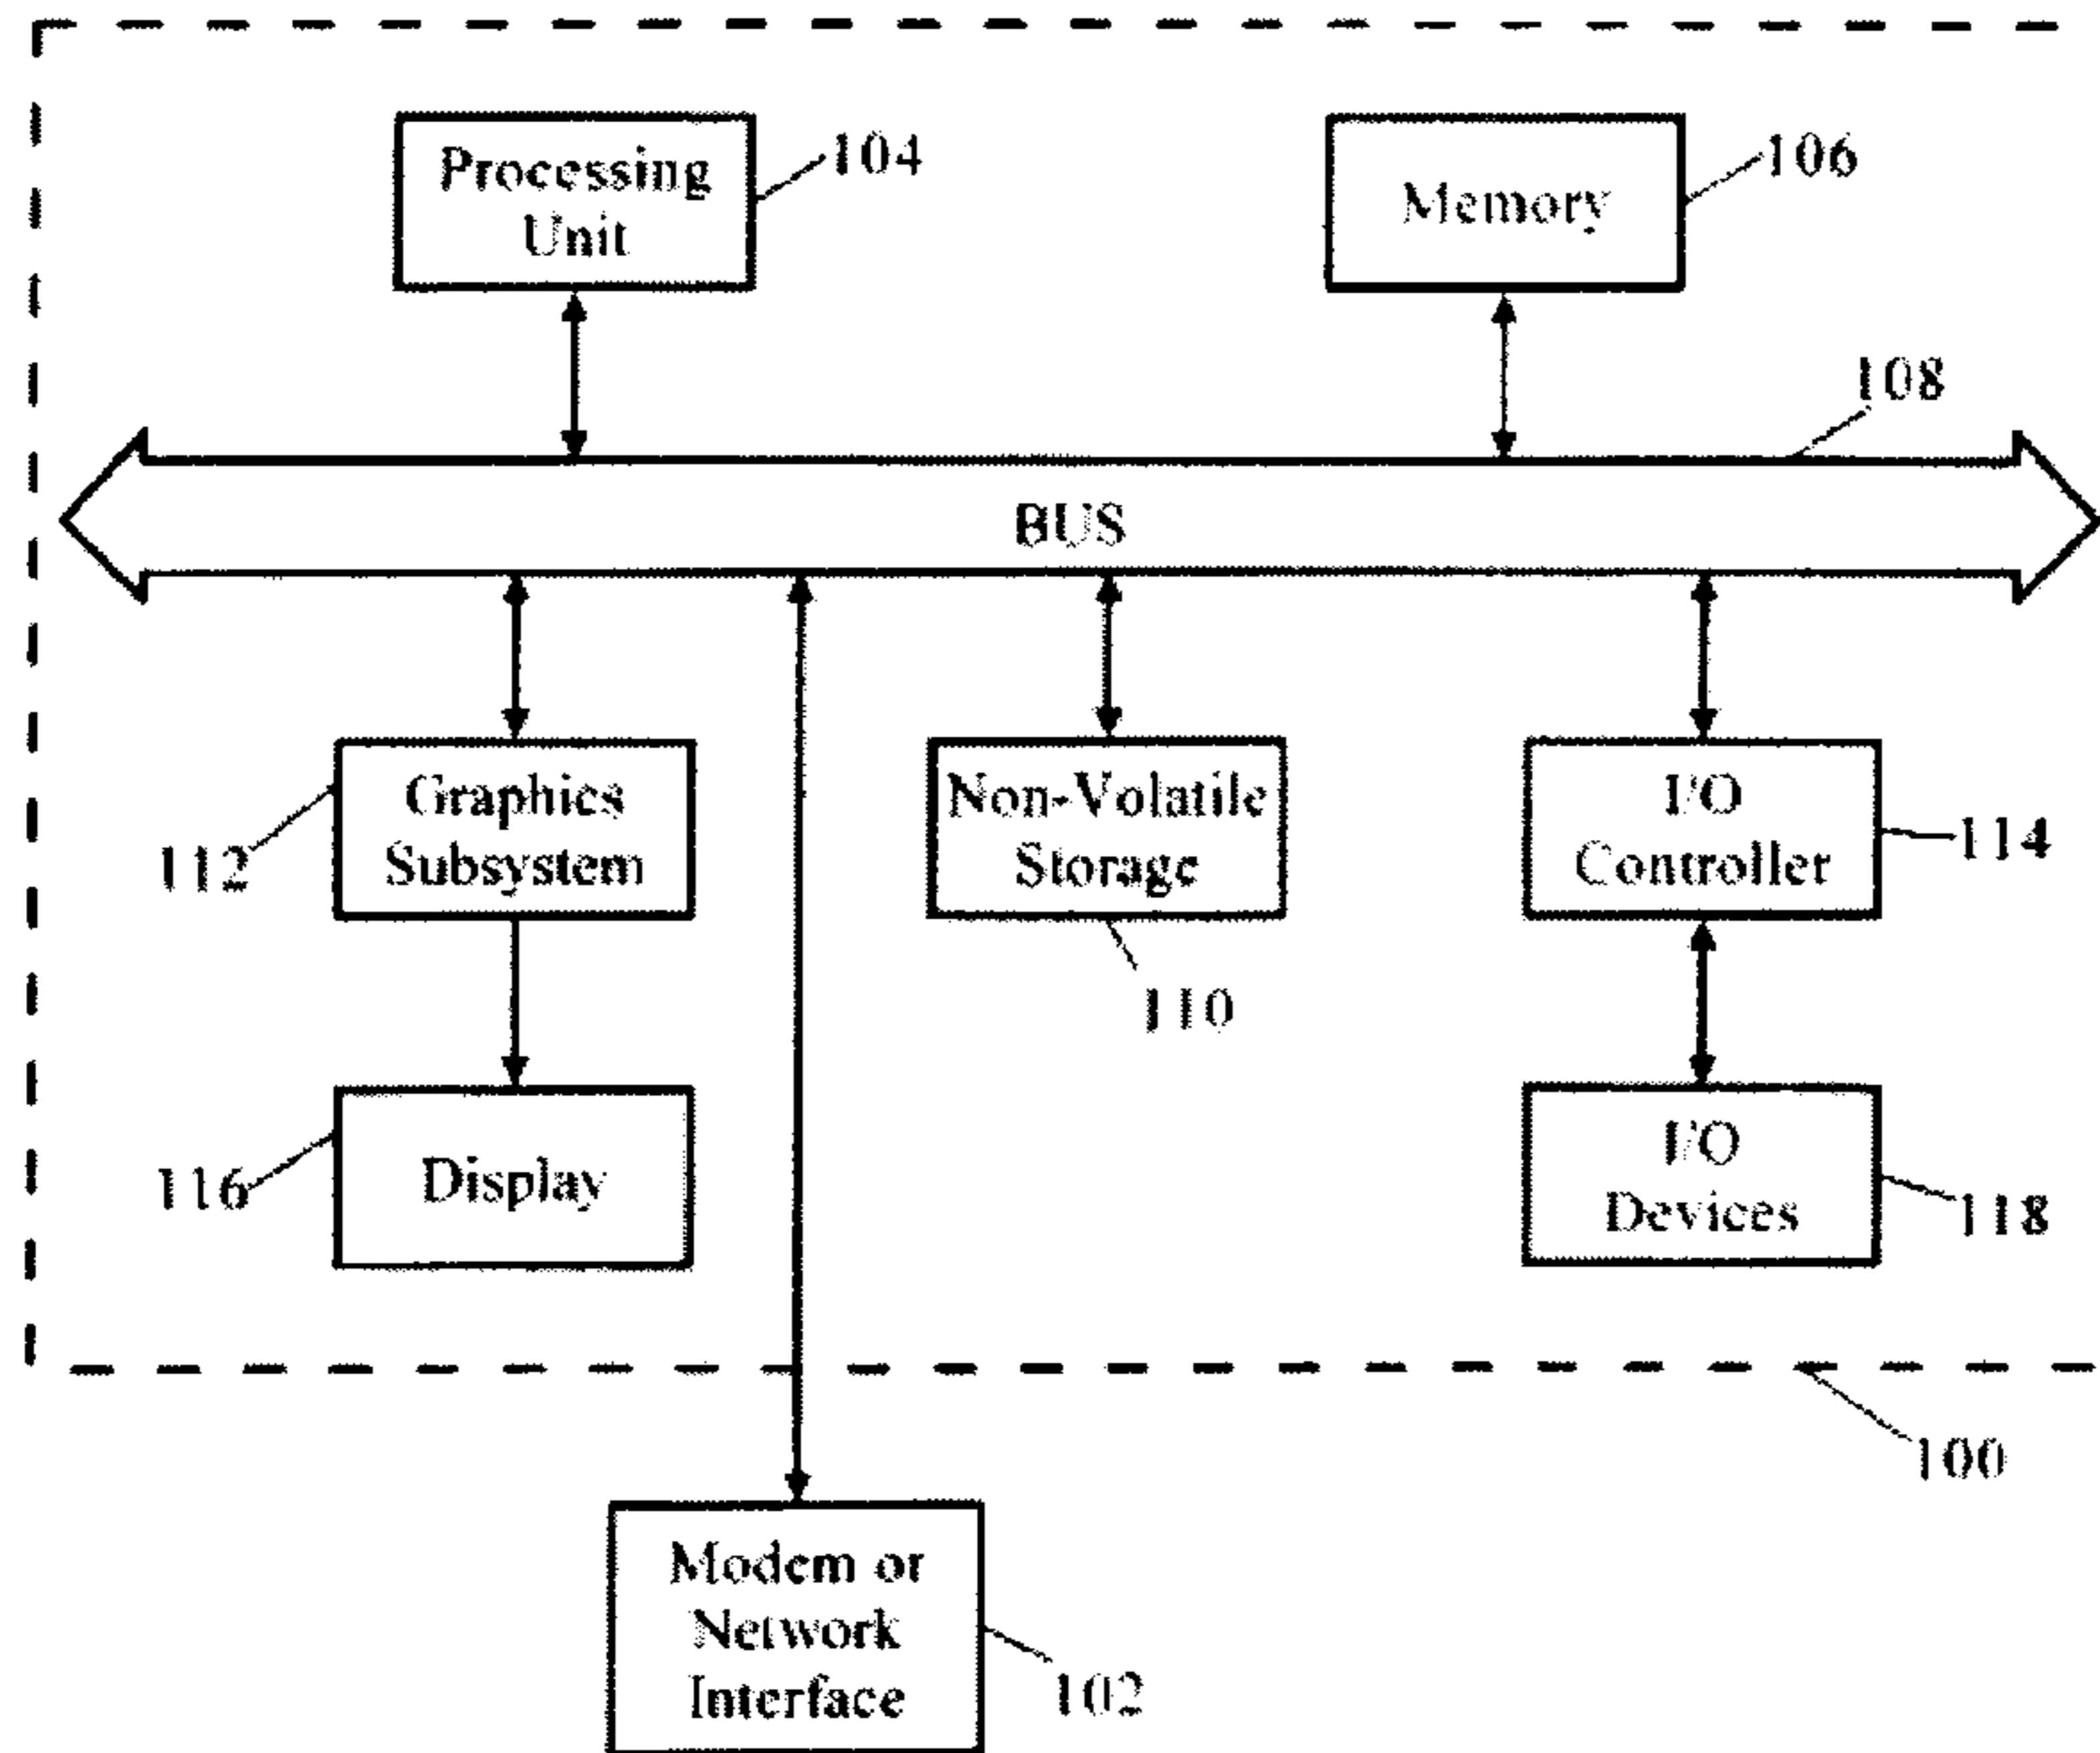 Processing
Unit
104
Memory
106
108
BUS
Graphics
Subsystem
112
Non-Volatile
Storage
110
I/O
Controller
114
Display
116
I/O
Devices
118
100
Modem or
Network
Interface
102